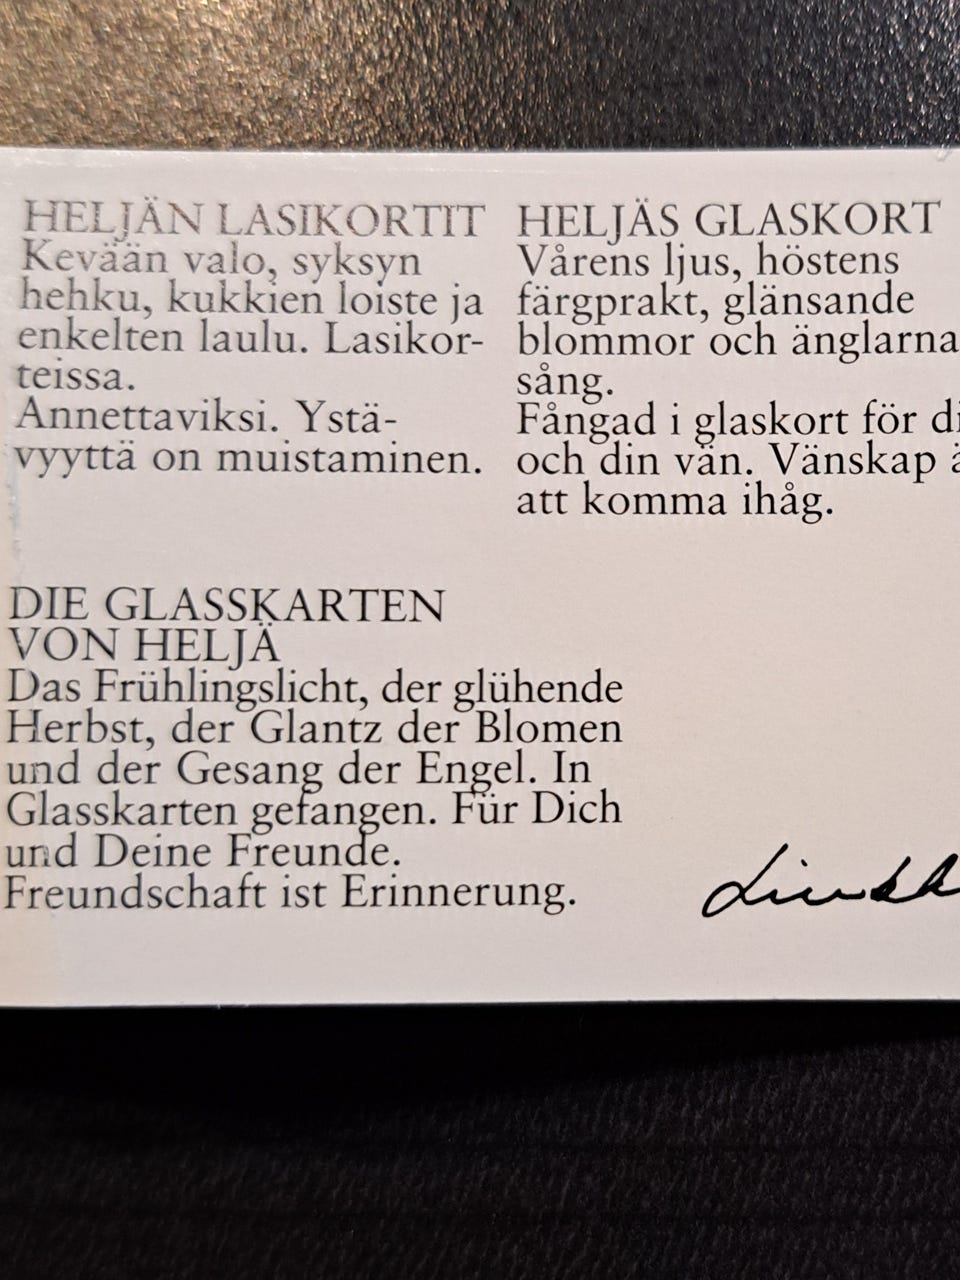 HELJÄN LASIKORTIT
Kevään valo, syksyn
hehku, kukkien loiste ja
enkelten laulu. Lasikor-
teissa.
Annettaviksi. Ystä-
vyyttä on muistaminen.
HELJÄS GLASKORT
Vårens ljus, höstens
färgprakt, glänsande
blommor och änglarna
sång.
Fångad i glaskort för di
och din vän. Vänskap ä
att komma ihåg.
DIE GLASSKARTEN
VON HELJÄ
Das Frühlingslicht, der glühende
Herbst, der Glantz der Blomen
und der Gesang der Engel. In
Glasskarten gefangen. Für Dich
und Deine Freunde.
Freundschaft ist Erinnerung.